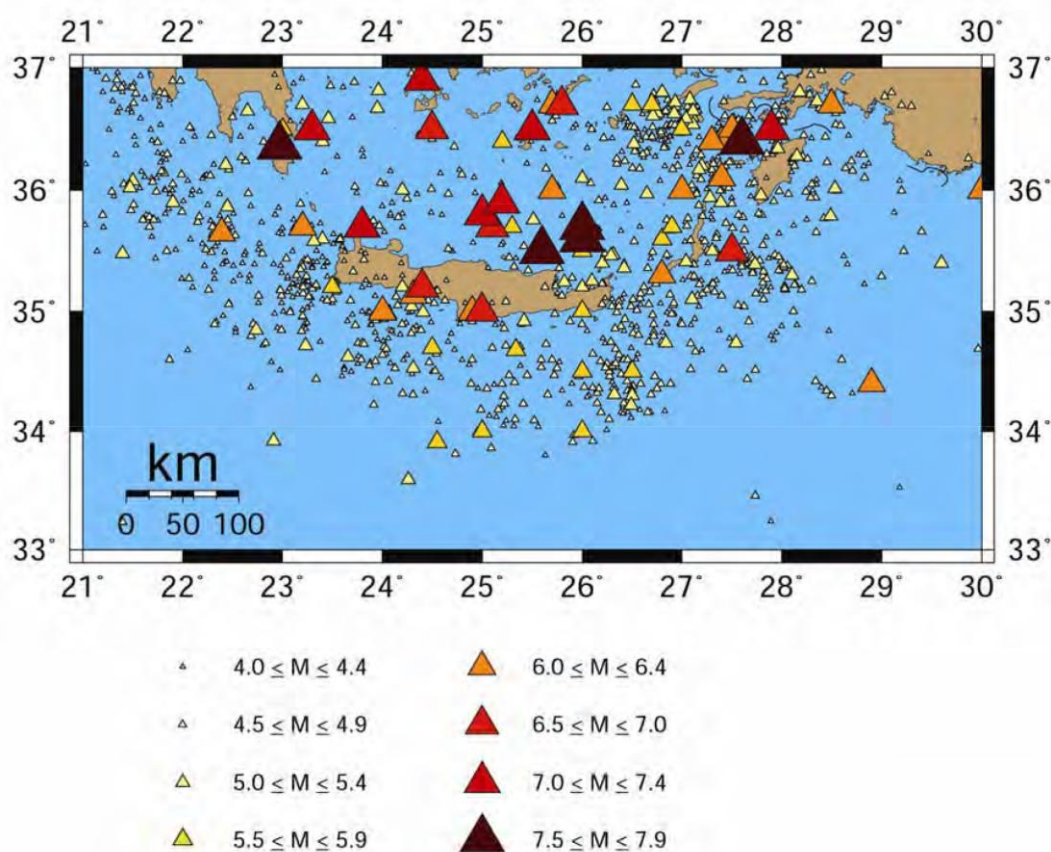 21° 22° 23° 24° 25° 26° 27° 28° 29° 30°
37° 37°
36° 36°
35° 35°
34° 34°
km
0 50 100
33° 33°
21° 22° 23° 24° 25° 26° 27° 28° 29° 30°
4.0 ≤ M ≤ 4.4 6.0 ≤ M ≤ 6.4
4.5 ≤ M ≤ 4.9 6.5 ≤ M ≤ 7.0
5.0 ≤ M ≤ 5.4 7.0 ≤ M ≤ 7.4
5.5 ≤ M ≤ 5.9 7.5 ≤ M ≤ 7.9